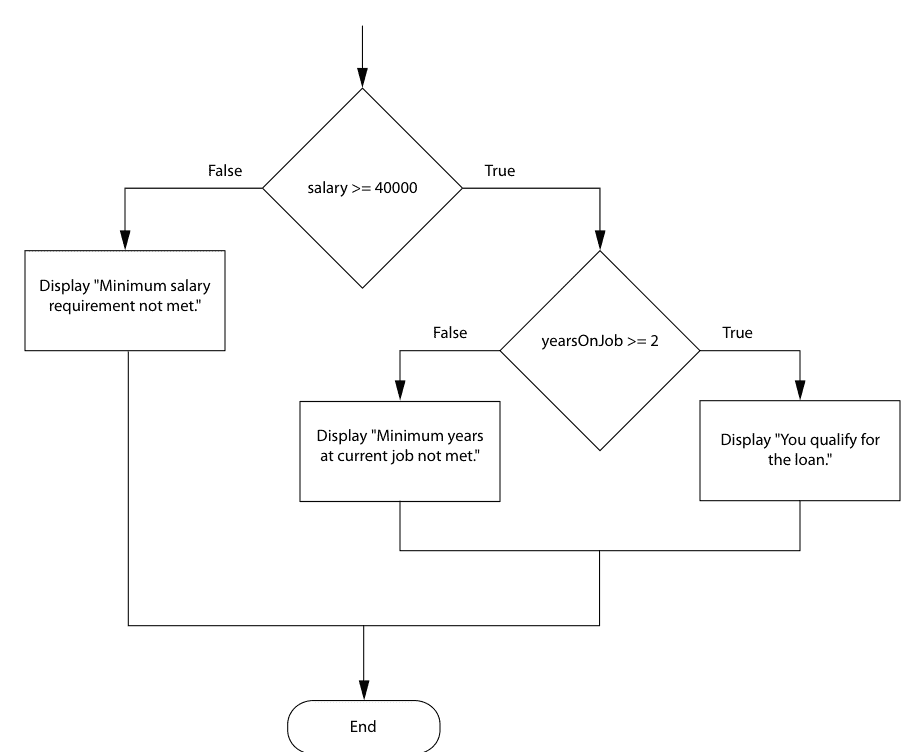 False
True
salary >= 40000
Display "Minimum salary
requirement not met."
False
True
yearsOnJob >= 2
Display "Minimum years
at current job not met."
Display "You qualify for
the loan."
End